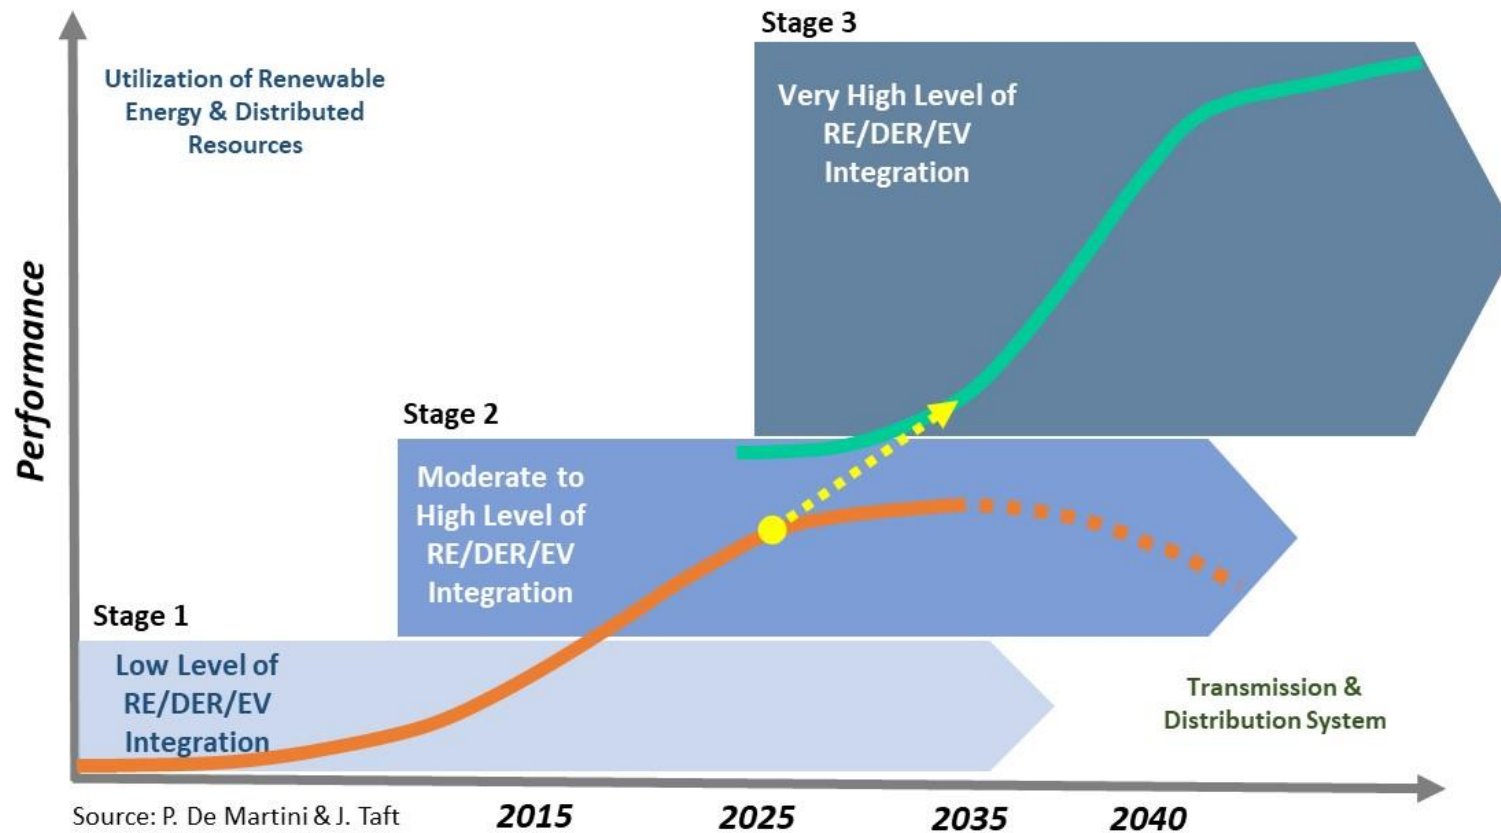 Stage 3
Utilization of Renewable
Energy & Distributed
Resources
Very High Level of
RE/DER/EV
Integration
Performance
Stage 2
Moderate to
High Level of
RE/DER/EV
Integration
Stage 1
Low Level of
RE/DER/EV
Integration
Transmission &
Distribution System
Source: P. De Martini & J. Taft
2015
2025
2035
2040